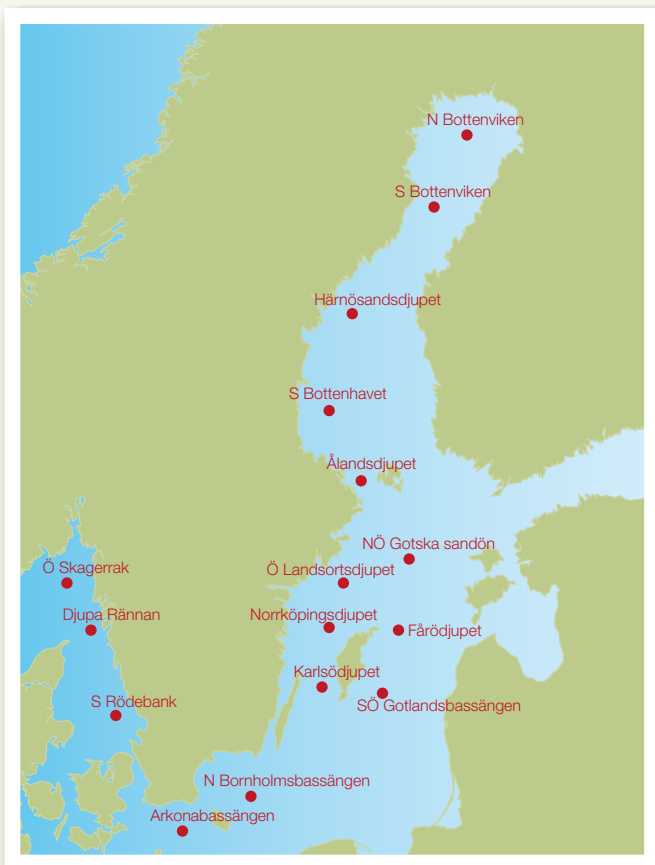 N Bottenviken
S Bottenviken
Härnösandsdjupet
S Bottenhavet
Ålandsdjupet
NÖ Gotska sandön
Ö Skagerrak
Ö Landsortsdjupet
Djupa Rännan
Norrköpingsdjupet
Fårödjupet
Karlsödjupet
S Rödebank
SÖ Gotlandsbassängen
N Bornholmsbassängen
Arkonabassängen